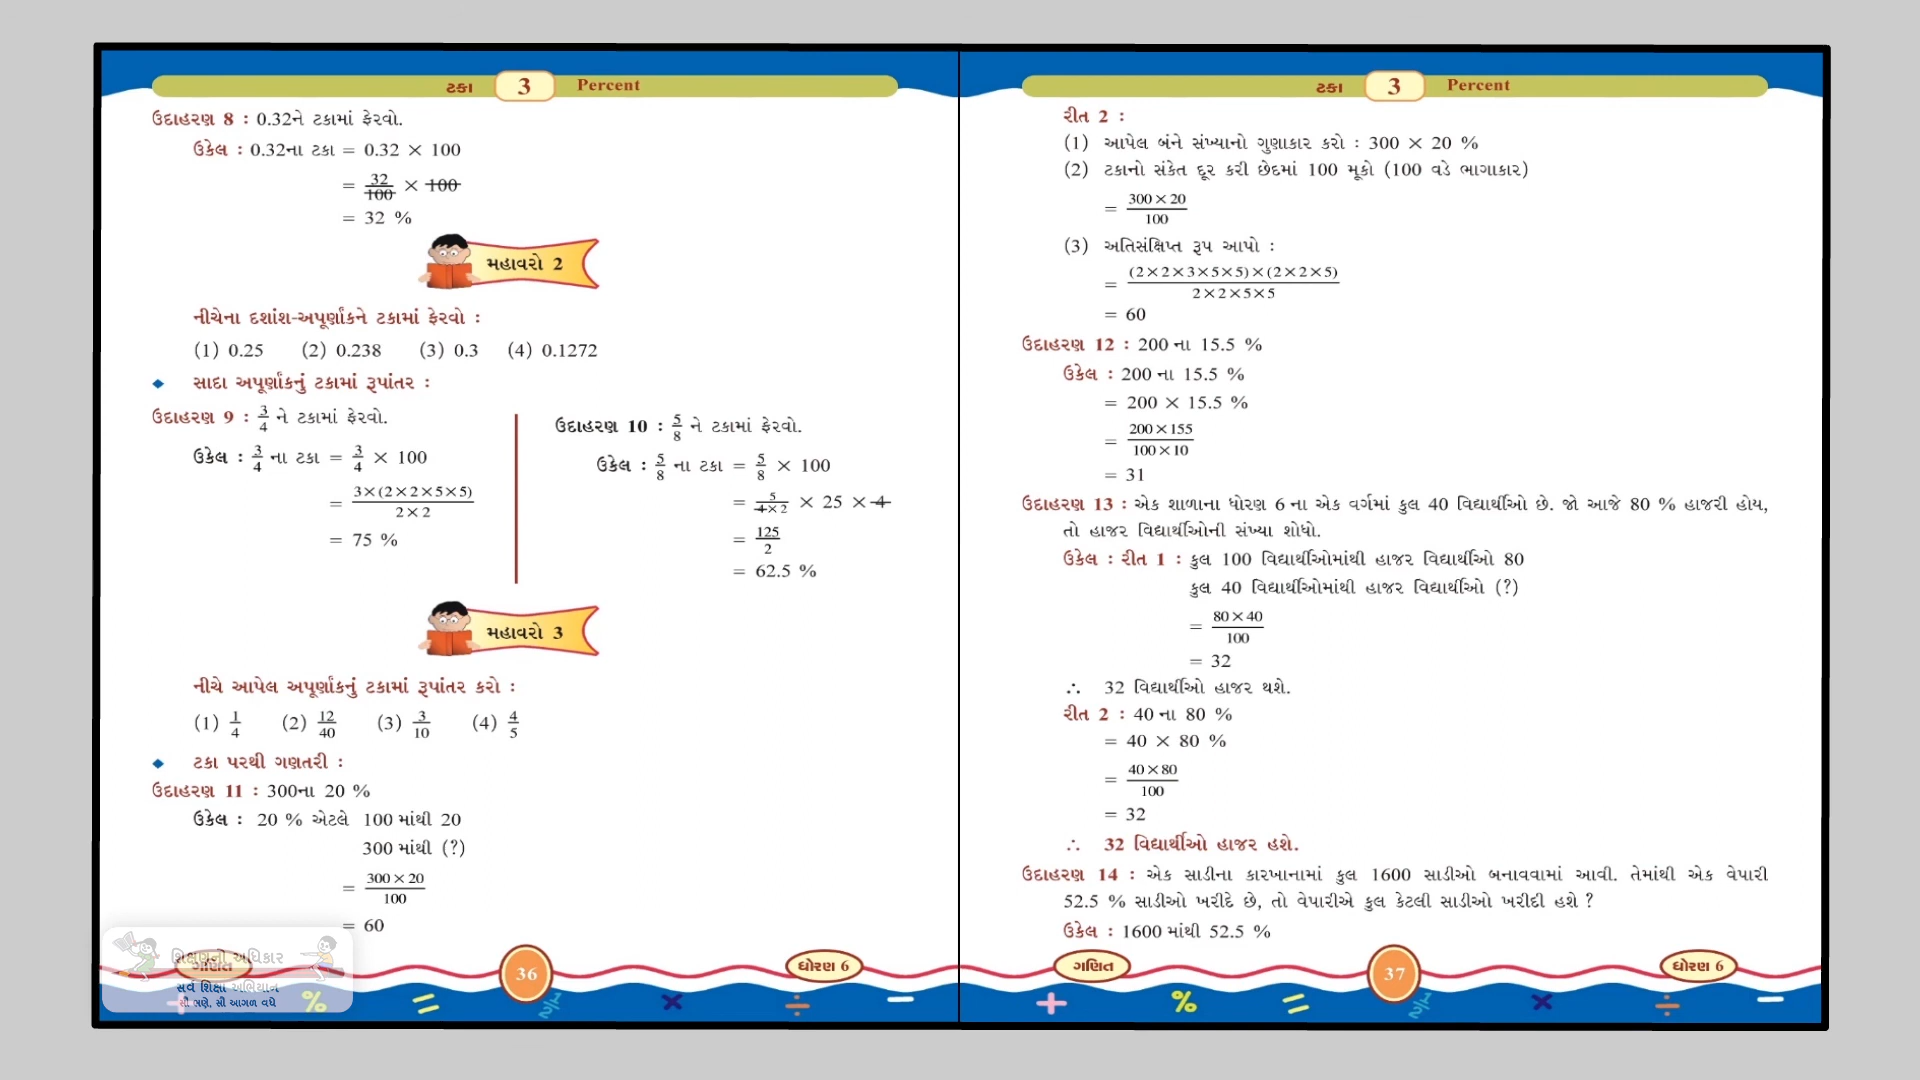 ટકા 3 Percent
ઉદાહરણ 8 : 0.32ને ટકામાં ફેરવો.
ઉકેલ : 0.32ના ટકા = 0.32 × 100
= 32/100 × 100
= 32 %
મહાવરો 2
નીચેના દશાંશ-અપૂર્ણાંકને ટકામાં ફેરવો :
(1) 0.25 (2) 0.238 (3) 0.3 (4) 0.1272
◆ સાદા અપૂર્ણાંકનું ટકામાં રૂપાંતર :
ઉદાહરણ 9 : 3/4 ને ટકામાં ફેરવો.
ઉકેલ : 3/4 ના ટકા = 3/4 × 100
= 3×(2×2×5×5)/2×2
= 75 %
ઉદાહરણ 10 : 5/8 ને ટકામાં ફેરવો.
ઉકેલ : 5/8 ના ટકા = 5/8 × 100
= 5/4×2 × 25 × 4
= 125/2
= 62.5 %
મહાવરો 3
નીચે આપેલ અપૂર્ણાંકનું ટકામાં રૂપાંતર કરો :
(1) 1/4 (2) 12/40 (3) 3/10 (4) 4/5
◆ ટકા પરથી ગણતરી :
ઉદાહરણ 11 : 300ના 20 %
ઉકેલ : 20 % એટલે 100 માંથી 20
300 માંથી (?)
= 300×20/100
= 60
શિક્ષણનો અધિકાર
સર્વ શિક્ષા અભિયાન
સૌ ભણે, સૌ આગળ વધે
ગણિત 36 ધોરણ 6
% = 1/2 × ÷ −
ટકા 3 Percent
રીત 2 :
(1) આપેલ બંને સંખ્યાનો ગુણાકાર કરો : 300 × 20 %
(2) ટકાનો સંકેત દૂર કરી છેદમાં 100 મૂકો (100 વડે ભાગાકાર)
= 300×20/100
(3) અતિસંક્ષિપ્ત રૂપ આપો :
= (2×2×3×5×5)×(2×2×5)/2×2×5×5
= 60
ઉદાહરણ 12 : 200 ના 15.5 %
ઉકેલ : 200 ના 15.5 %
= 200 × 15.5 %
= 200×155/100×10
= 31
ઉદાહરણ 13 : એક શાળાના ધોરણ 6 ના એક વર્ગમાં કુલ 40 વિદ્યાર્થીઓ છે. જો આજે 80 % હાજરી હોય,
તો હાજર વિદ્યાર્થીઓની સંખ્યા શોધો.
ઉકેલ : રીત 1 : કુલ 100 વિદ્યાર્થીઓમાંથી હાજર વિદ્યાર્થીઓ 80
કુલ 40 વિદ્યાર્થીઓમાંથી હાજર વિદ્યાર્થીઓ (?)
= 80×40/100
= 32
∴ 32 વિદ્યાર્થીઓ હાજર થશે.
રીત 2 : 40 ના 80 %
= 40 × 80 %
= 40×80/100
= 32
∴ 32 વિદ્યાર્થીઓ હાજર હશે.
ઉદાહરણ 14 : એક સાડીના કારખાનામાં કુલ 1600 સાડીઓ બનાવવામાં આવી. તેમાંથી એક વેપારી
52.5 % સાડીઓ ખરીદે છે, તો વેપારીએ કુલ કેટલી સાડીઓ ખરીદી હશે ?
ઉકેલ : 1600 માંથી 52.5 %
ગણિત 37 ધોરણ 6
+ % = 1/2 × ÷ −